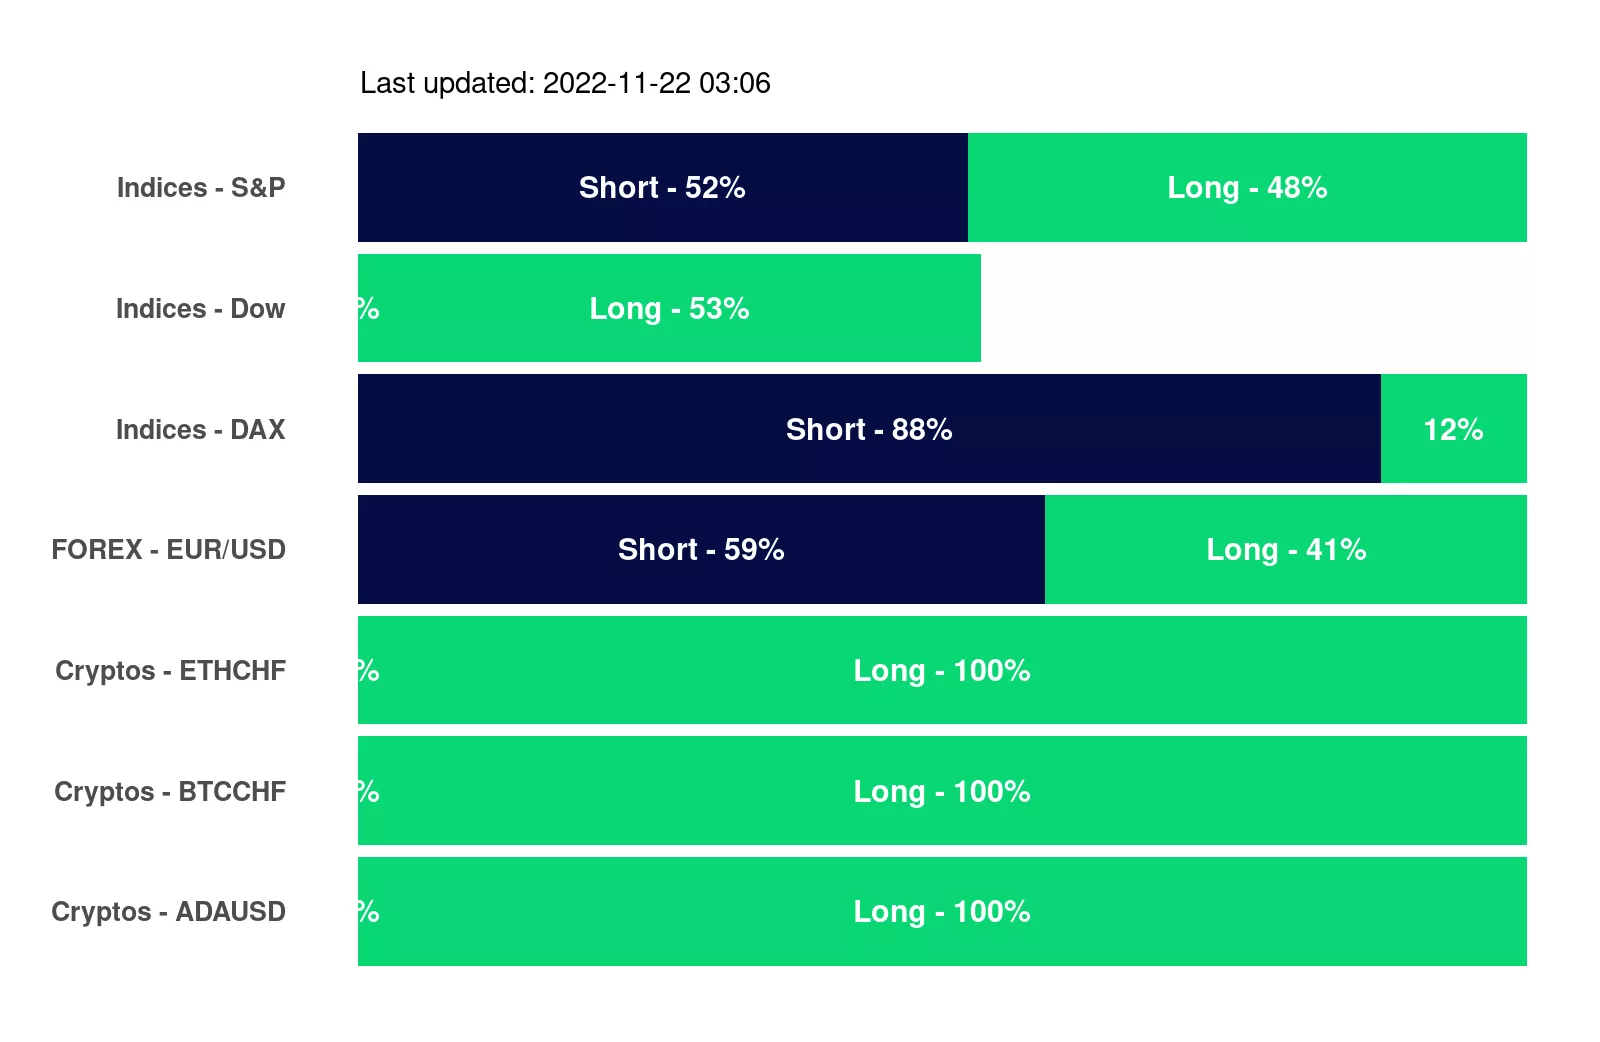 Last updated: 2022-11-22 03:06
Indices - S&P Short - 52% Long - 48%
Indices - Dow % Long - 53%
Indices - DAX Short - 88% 12%
FOREX - EUR/USD Short - 59% Long - 41%
Cryptos - ETHCHF % Long - 100%
Cryptos - BTCCHF % Long - 100%
Cryptos - ADAUSD % Long - 100%